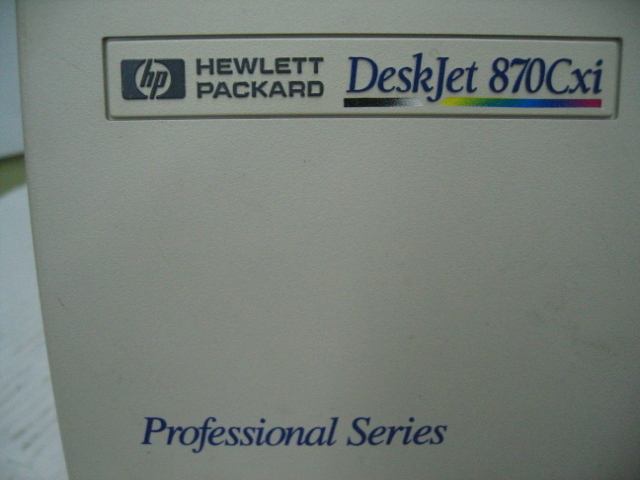 hp HEWLETT PACKARD DeskJet 870Cxi
Professional Series